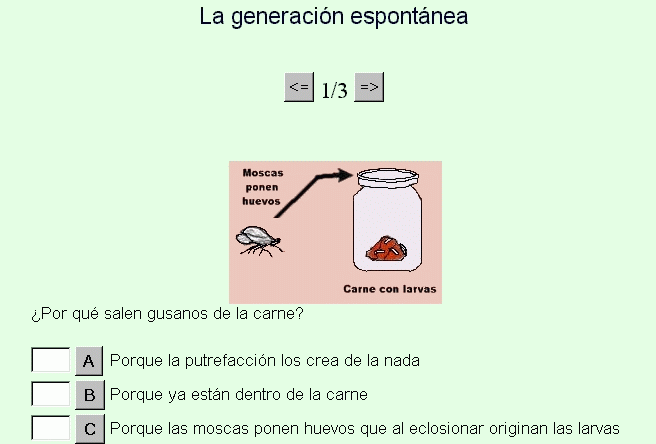 La generación espontánea
<= 1/3 =>
Moscas
ponen
huevos
Carne con larvas
¿Por qué salen gusanos de la carne?
A Porque la putrefacción los crea de la nada
B Porque ya están dentro de la carne
C Porque las moscas ponen huevos que al eclosionar originan las larvas